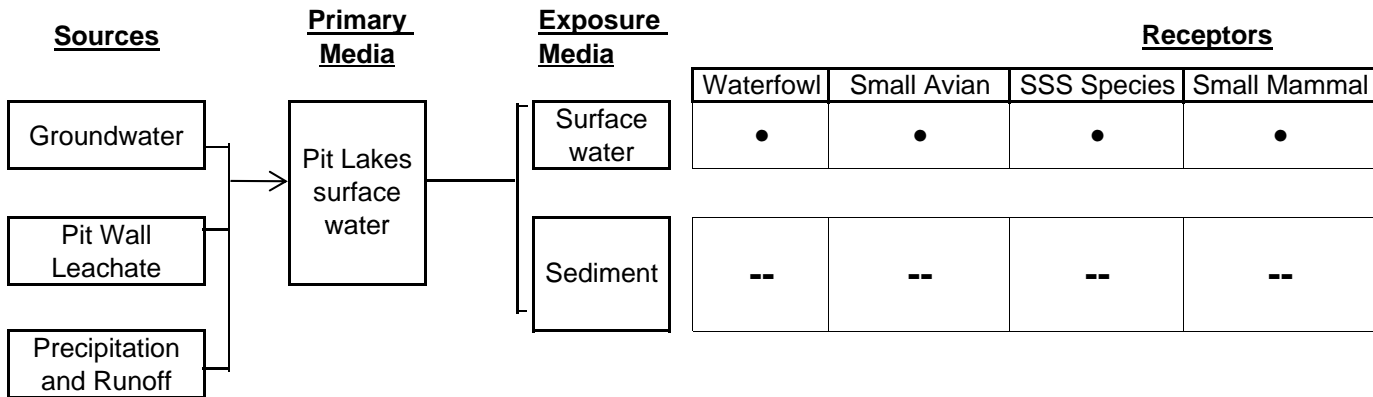 Sources
Primary
Media
Exposure
Media
Receptors
Waterfowl Small Avian SSS Species Small Mammal
Groundwater
Pit Wall
Leachate
Precipitation
and Runoff
Pit Lakes
surface
water
Surface
water
• • • •
Sediment
-- -- -- --